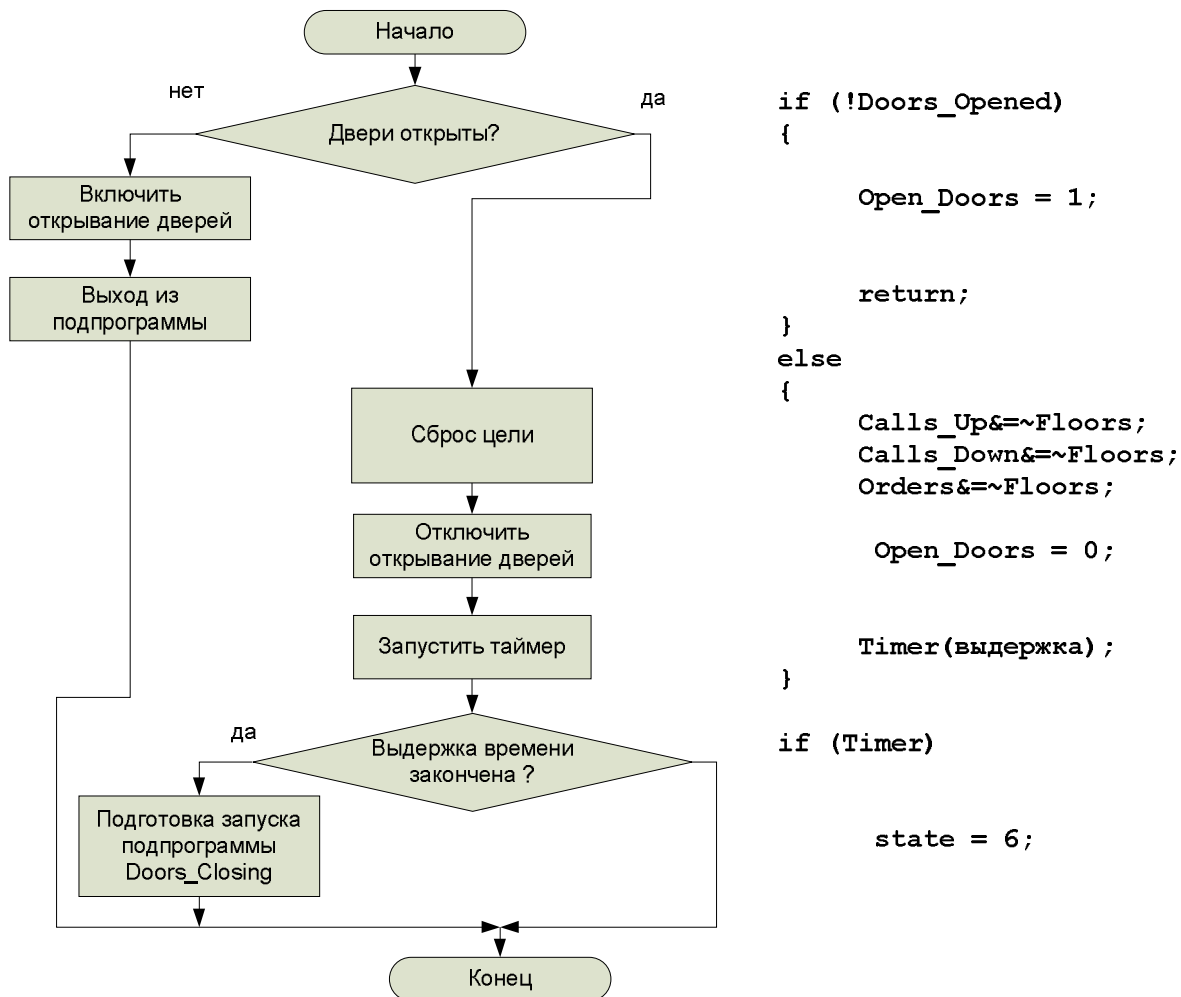 Начало
нет
да
Двери открыты?
Включить
открывание дверей
Выход из
подпрограммы
Сброс цели
Отключить
открывание дверей
Запустить таймер
да
Выдержка времени
закончена ?
Подготовка запуска
подпрограммы
Doors_Closing
Конец
if (!Doors_Opened)
{
Open_Doors = 1;
return;
}
else
{
Calls_Up&=~Floors;
Calls_Down&=~Floors;
Orders&=~Floors;
Open_Doors = 0;
Timer(выдержка);
}
if (Timer)
state = 6;